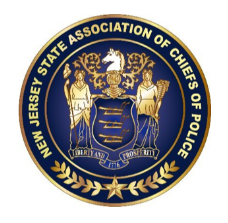 NEW JERSEY STATE ASSOCIATION OF CHIEFS OF POLICE
LIBERTY AND PROSPERITY
1776